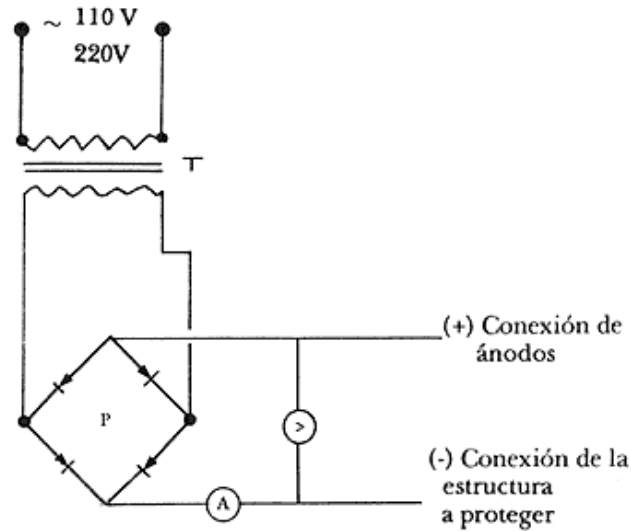 ~ 110 V
220V
T
(+) Conexión de
ánodos
P
V
(-) Conexión de la
estructura
a proteger
A